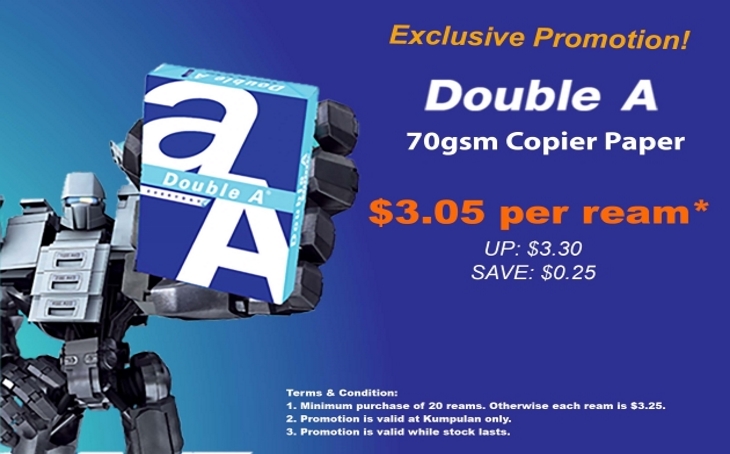 Exclusive Promotion!
Double A
70gsm Copier Paper
$3.05 per ream*
UP: $3.30
SAVE: $0.25
Double A
a
Double A
Double A
A
Terms & Condition:
1. Minimum purchase of 20 reams. Otherwise each ream is $3.25.
2. Promotion is valid at Kumpulan only.
3. Promotion is valid while stock lasts.